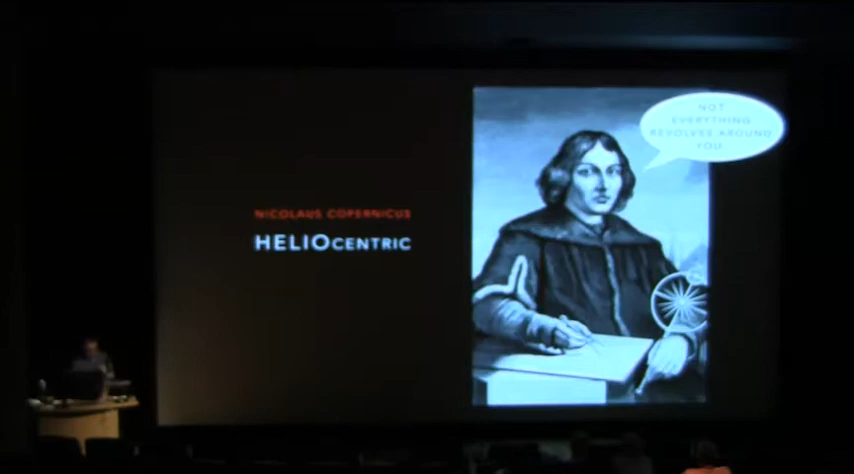 NICOLAUS COPERNICUS
HELIOCENTRIC
NOT
EVERYTHING
REVOLVES AROUND
YOU